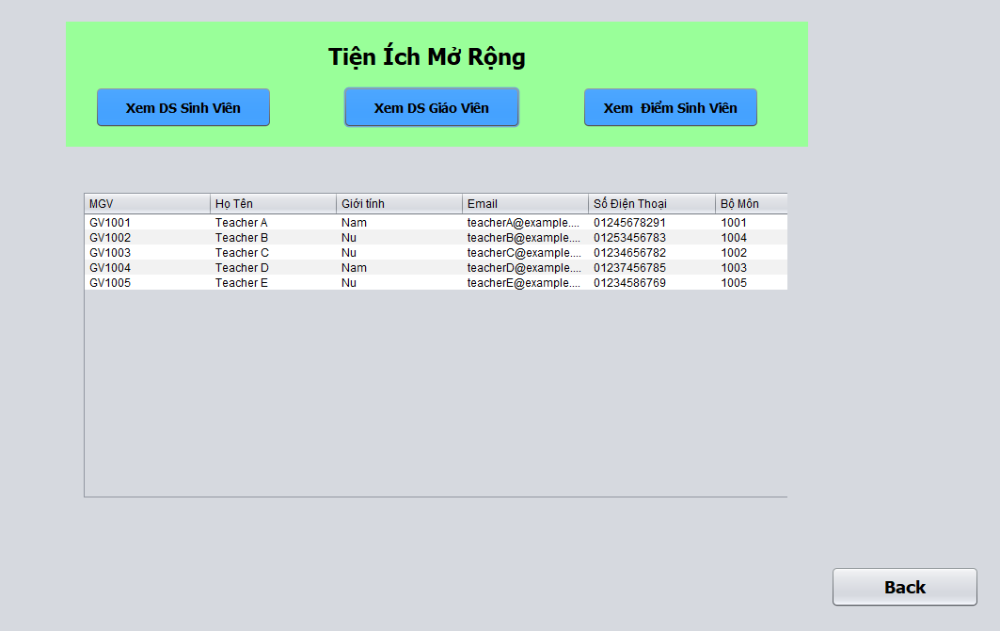 Tiện Ích Mở Rộng
Xem DS Sinh Viên Xem DS Giáo Viên Xem  Điểm Sinh Viên
MGV Họ Tên Giới tính Email Số Điện Thoại Bộ Môn
GV1001 Teacher A Nam teacherA@example.... 01245678291 1001
GV1002 Teacher B Nu teacherB@example.... 01253456783 1004
GV1003 Teacher C Nu teacherC@example.... 01234656782 1002
GV1004 Teacher D Nam teacherD@example.... 01237456785 1003
GV1005 Teacher E Nu teacherE@example.... 01234586769 1005
Back